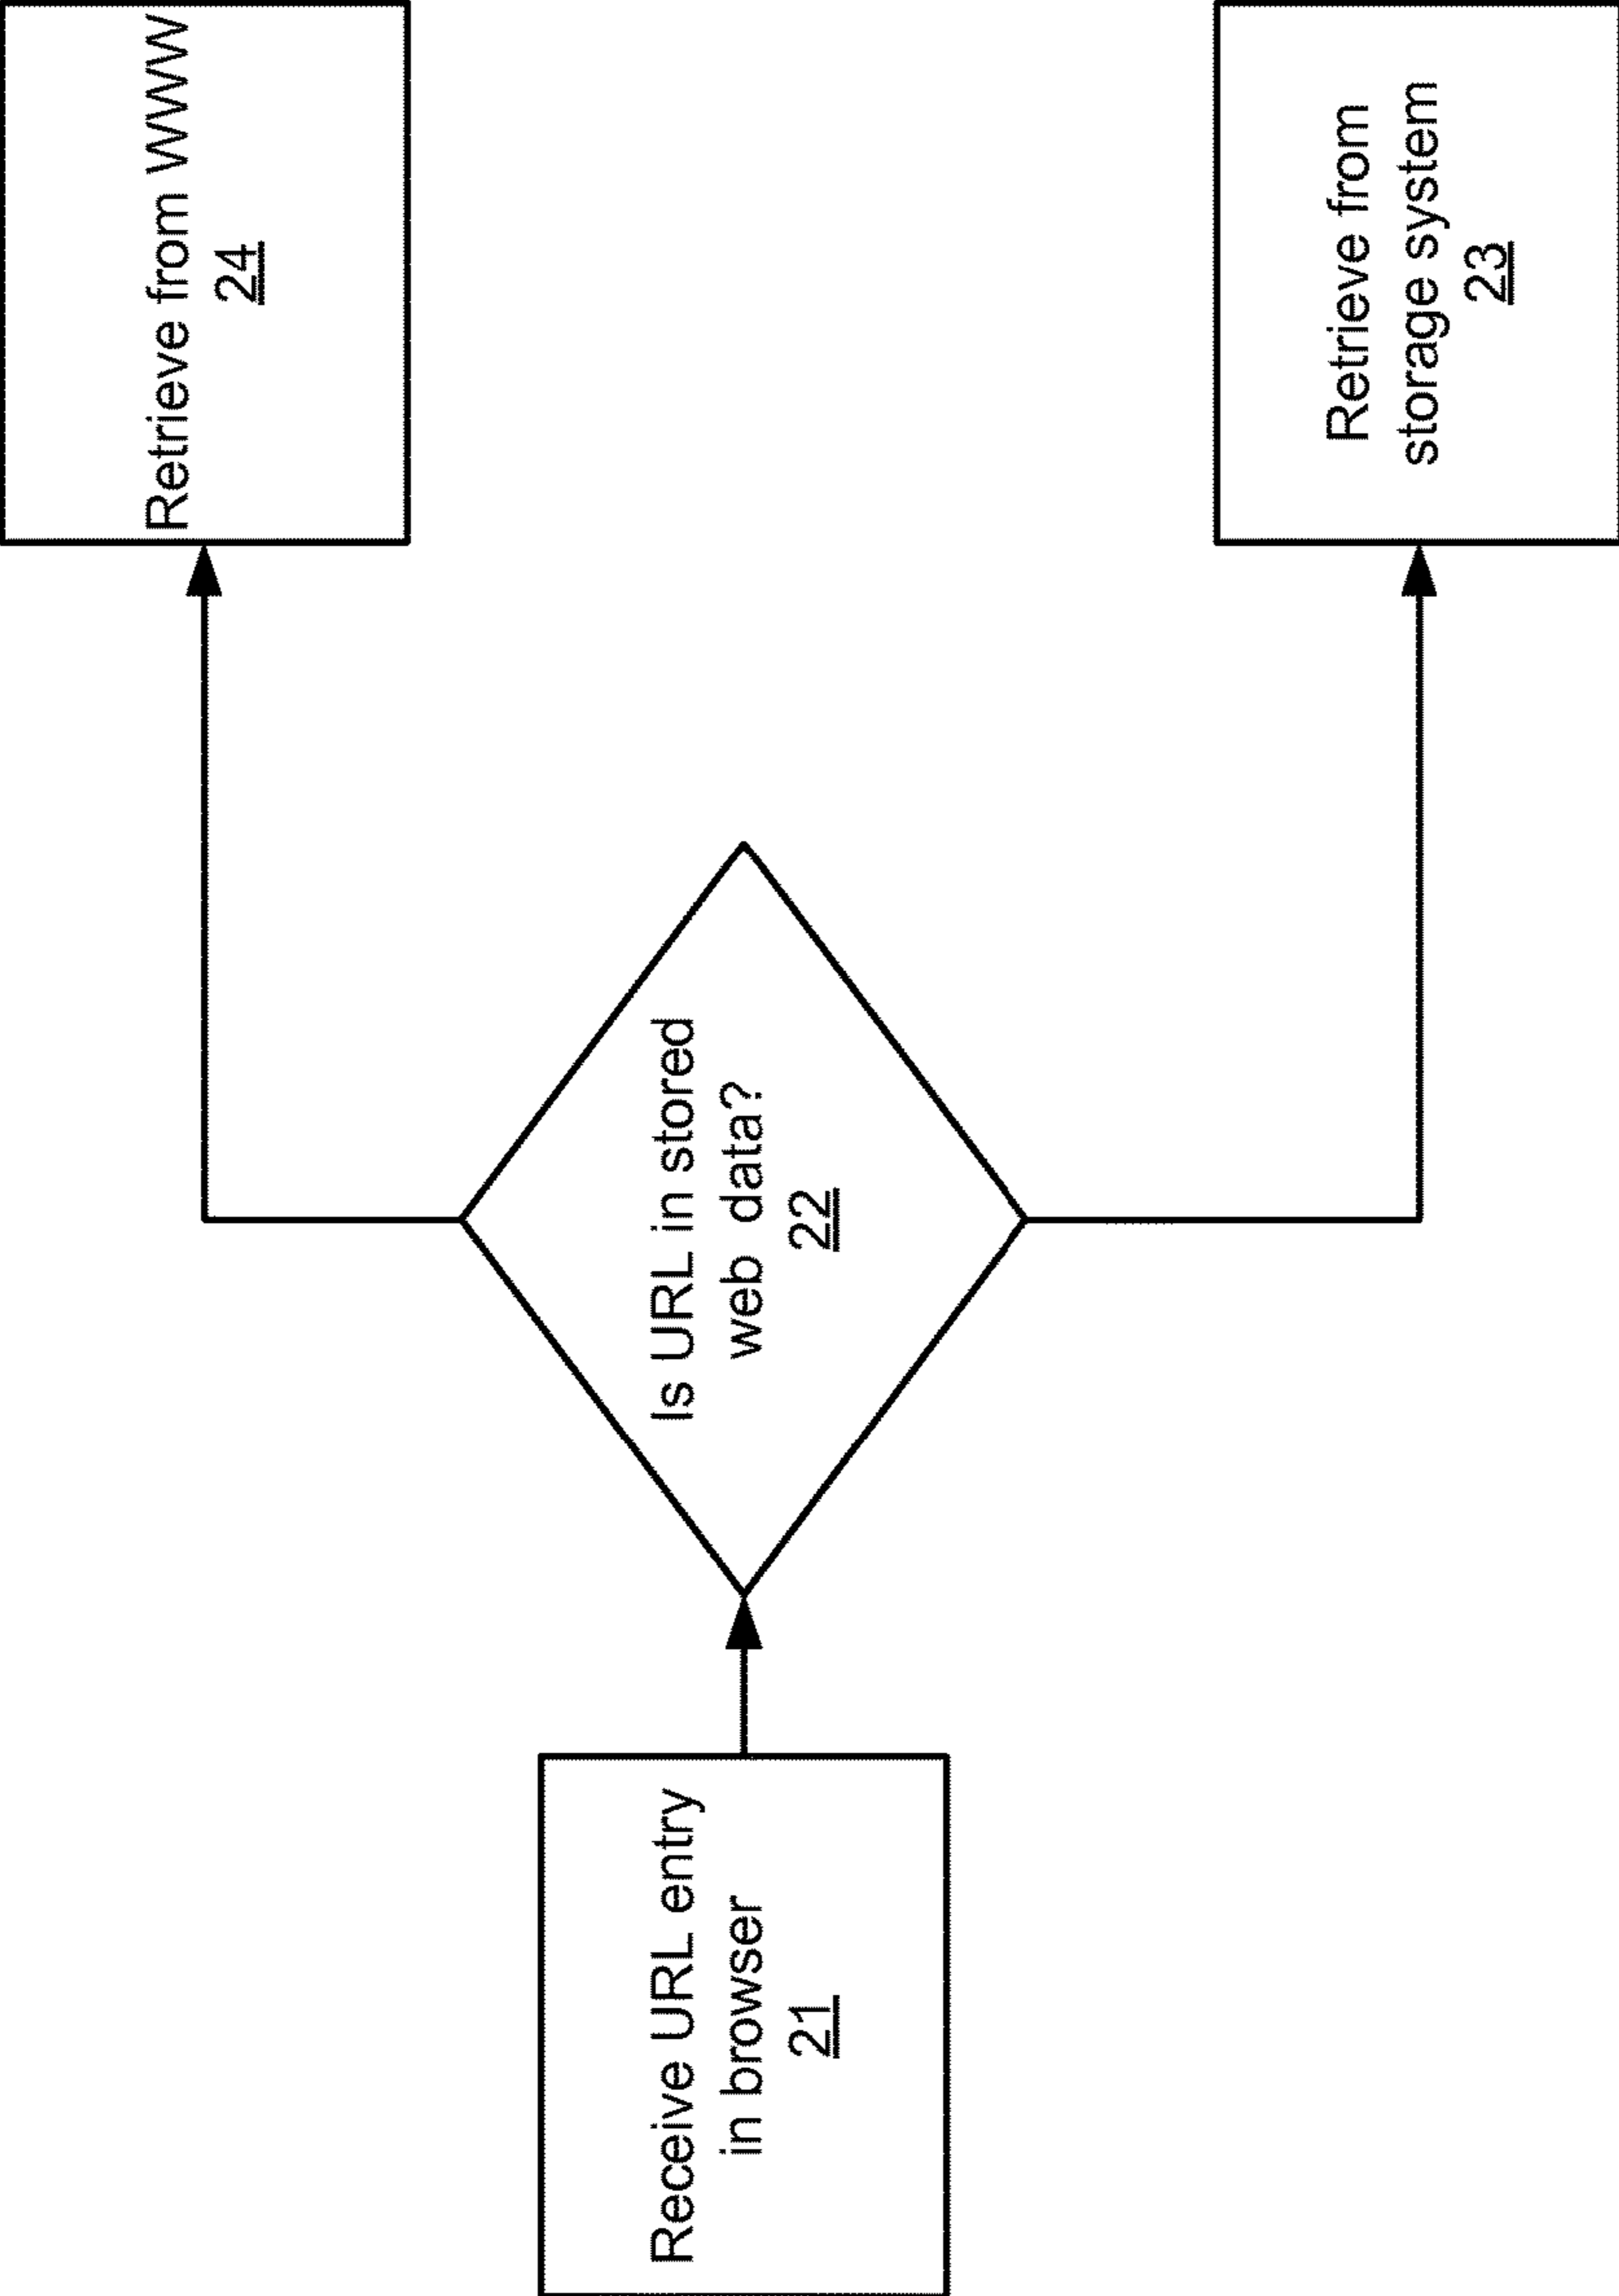 Receive URL entry
in browser
21
Is URL in stored
web data?
22
Retrieve from WWW
24
Retrieve from
storage system
23